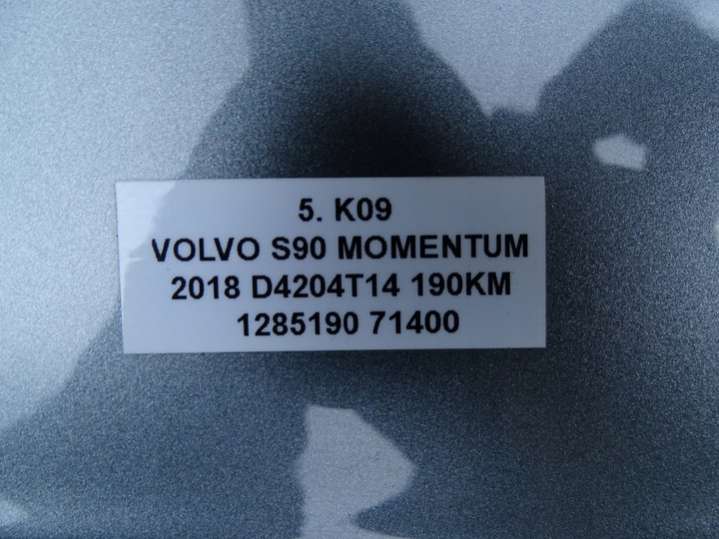 5. K09
VOLVO S90 MOMENTUM
2018 D4204T14 190KM
1285190 71400